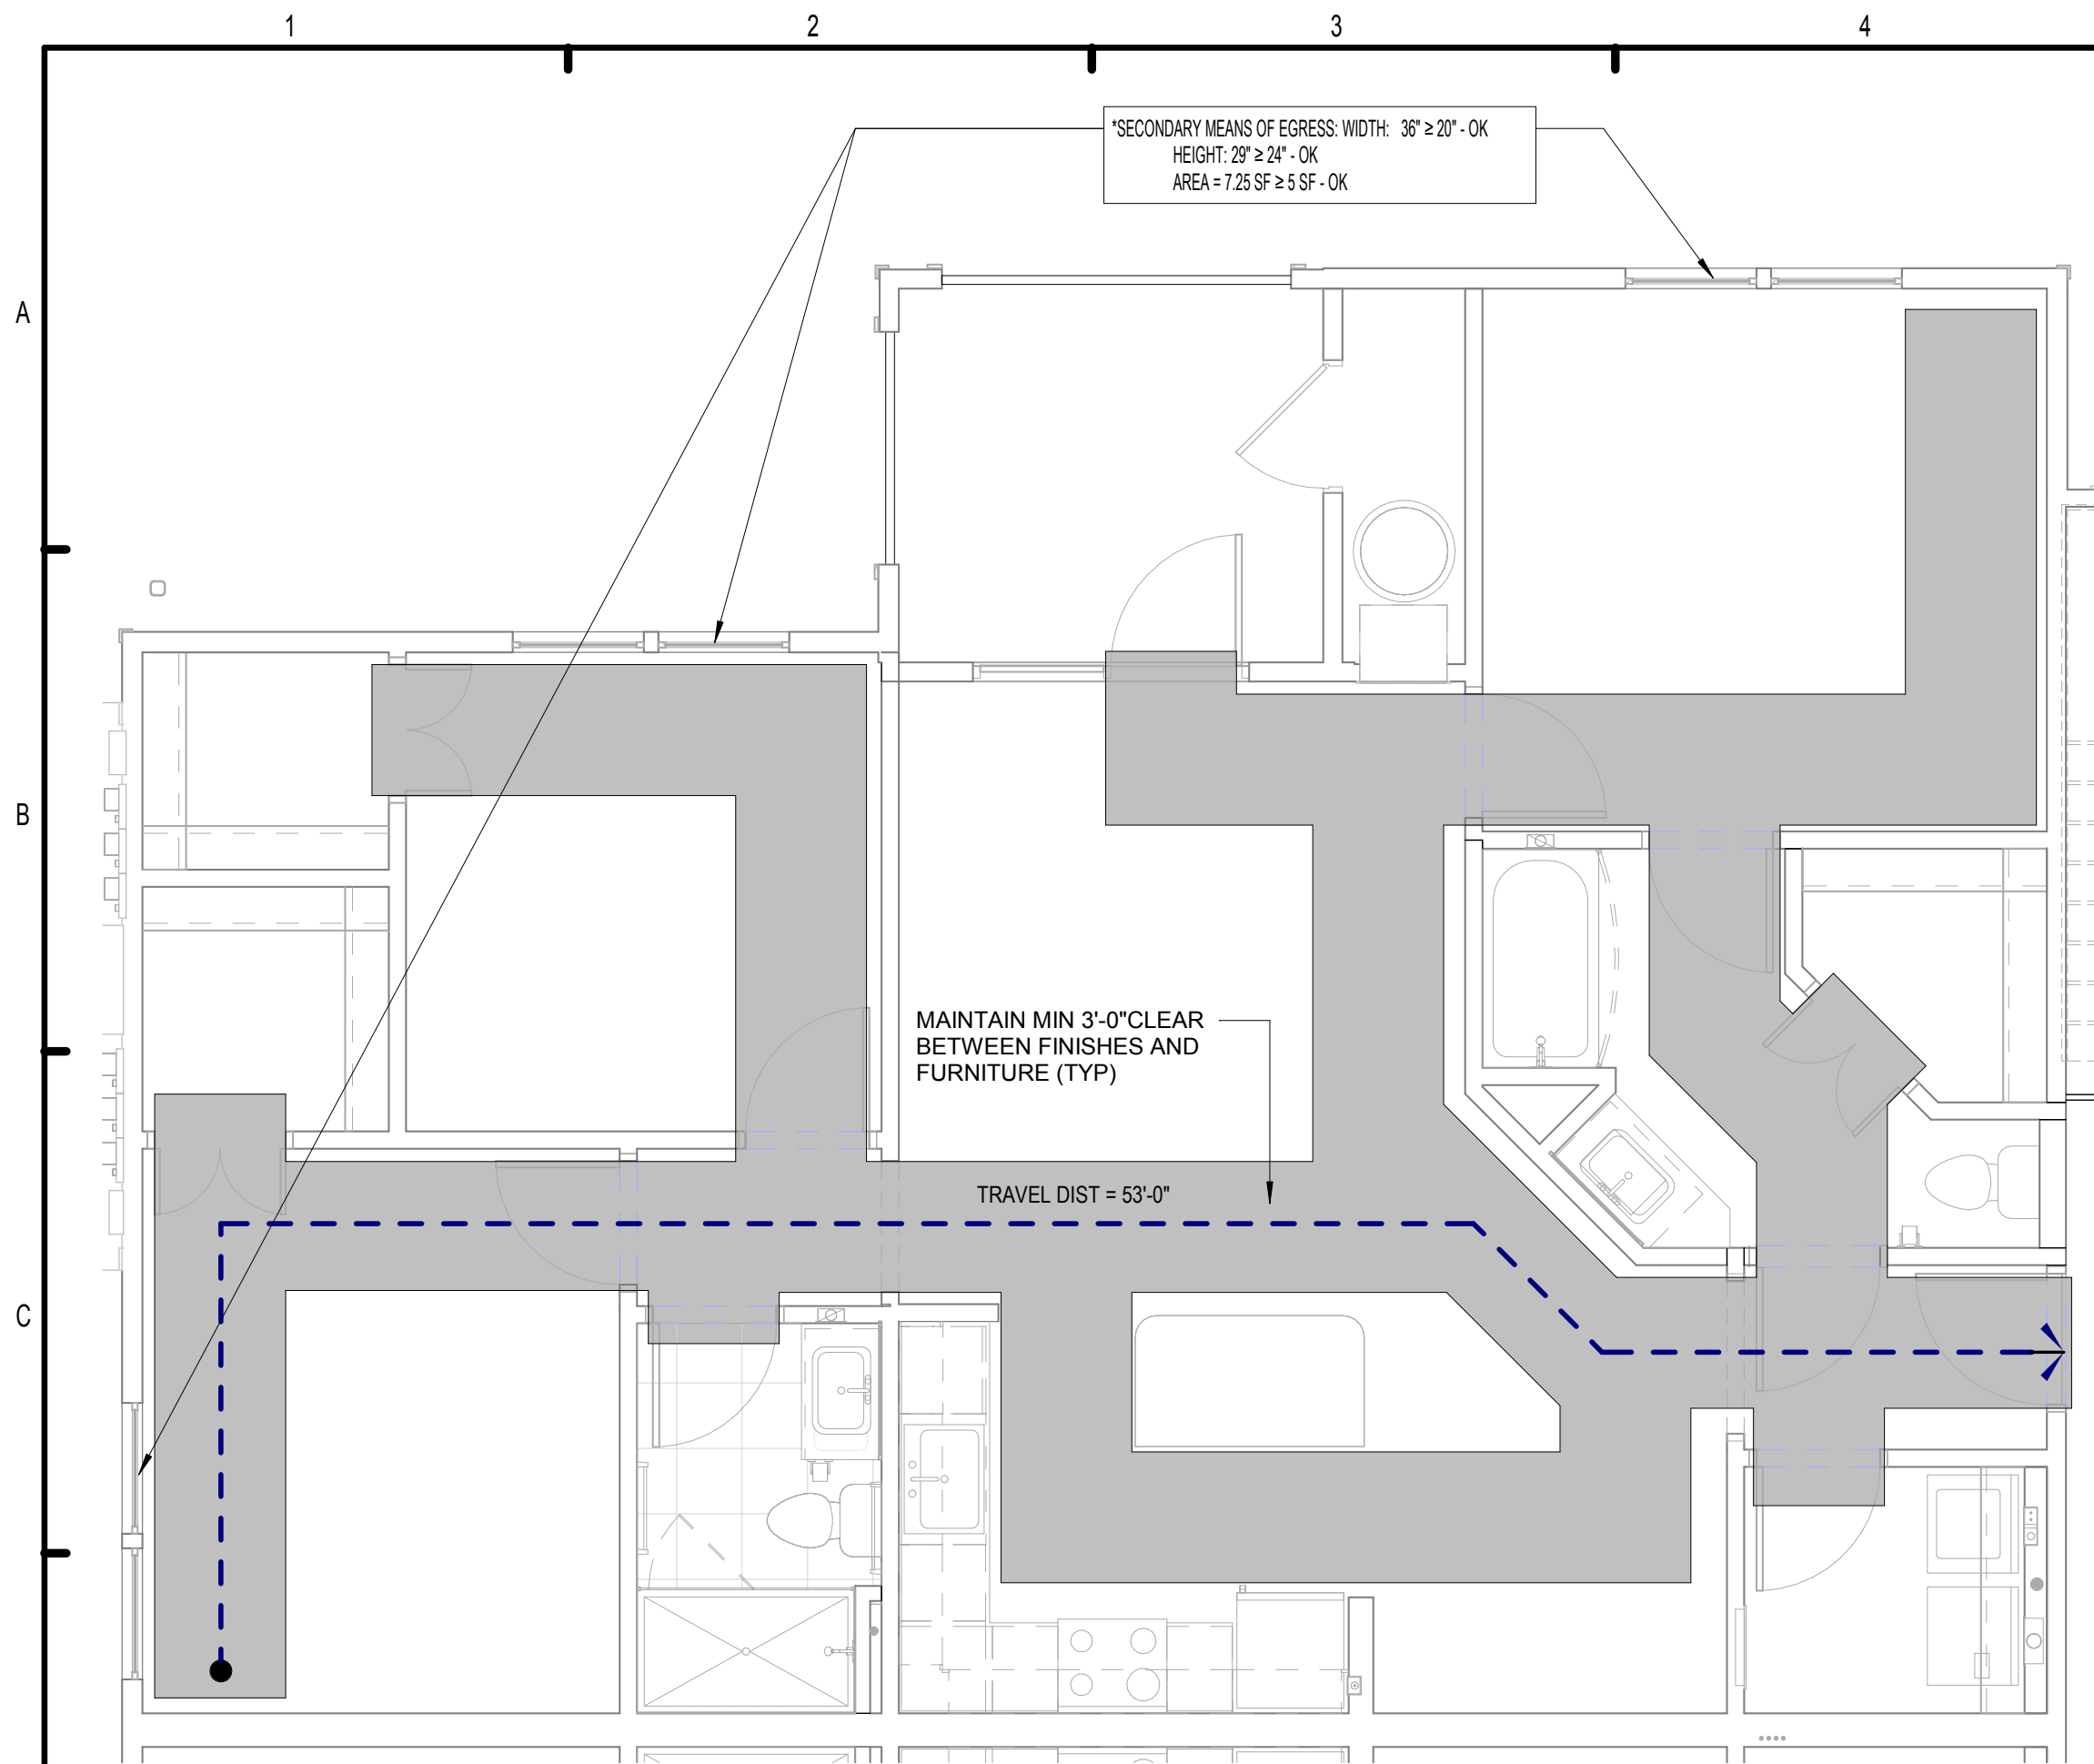 1 2 3 4
*SECONDARY MEANS OF EGRESS: WIDTH: 36" ≥ 20" - OK
HEIGHT: 29" ≥ 24" - OK
AREA = 7.25 SF ≥ 5 SF - OK
A
B
MAINTAIN MIN 3'-0"CLEAR
BETWEEN FINISHES AND
FURNITURE (TYP)
TRAVEL DIST = 53'-0"
C